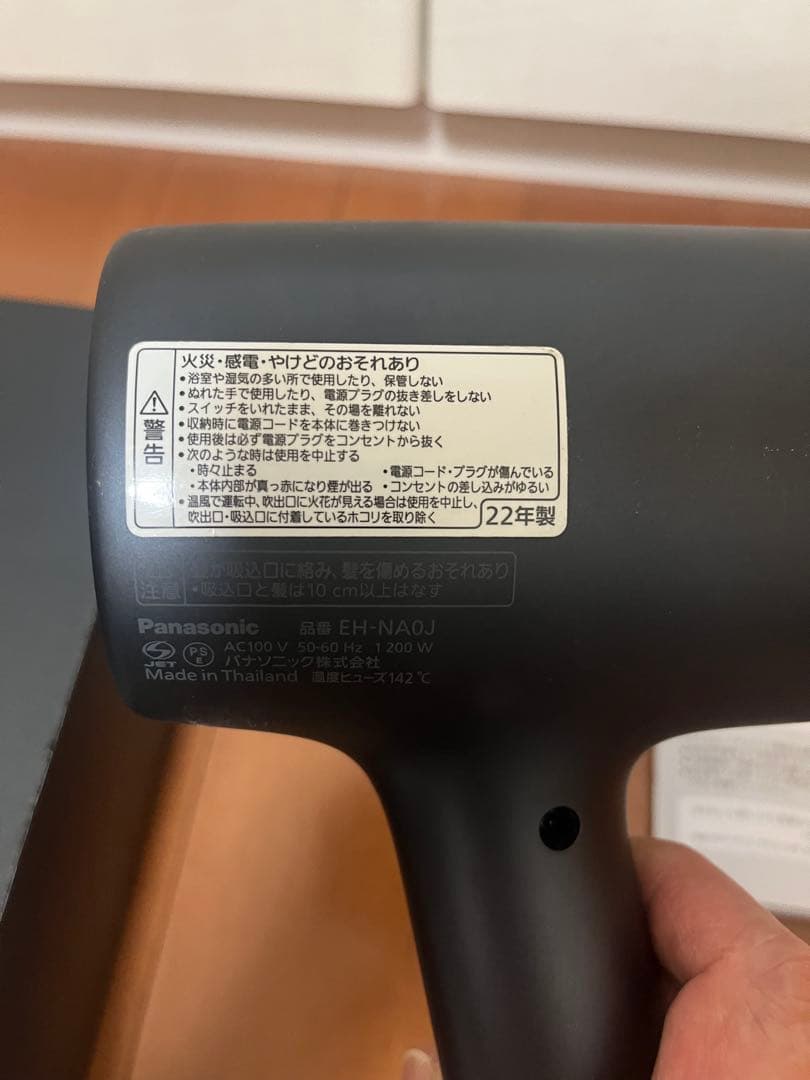 火災・感電・やけどのおそれあり
警告
•浴室や湿気の多い所で使用したり、保管しない
•ぬれた手で使用したり、電源プラグの抜き差しをしない
•スイッチをいれたまま、その場を離れない
•収納時に電源コードを本体に巻きつけない
•使用後は必ず電源プラグをコンセントから抜く
•次のような時は使用を中止する
・時々止まる ・電源コード・プラグが傷んでいる
・本体内部が真っ赤になり煙が出る ・コンセントの差し込みがゆるい
•温風で運転中、吹出口に火花が見える場合は使用を中止し、
吹出口・吸込口に付着しているホコリを取り除く
22年製
が吸込口に絡み、髪を傷めるおそれあり
注意 •吸込口と髪は10 cm以上はなす
Panasonic 品番 EH-NA0J
JET PSE AC100 V 50-60 Hz 1 200 W
パナソニック株式会社
Made in Thailand 温度ヒューズ142 ℃